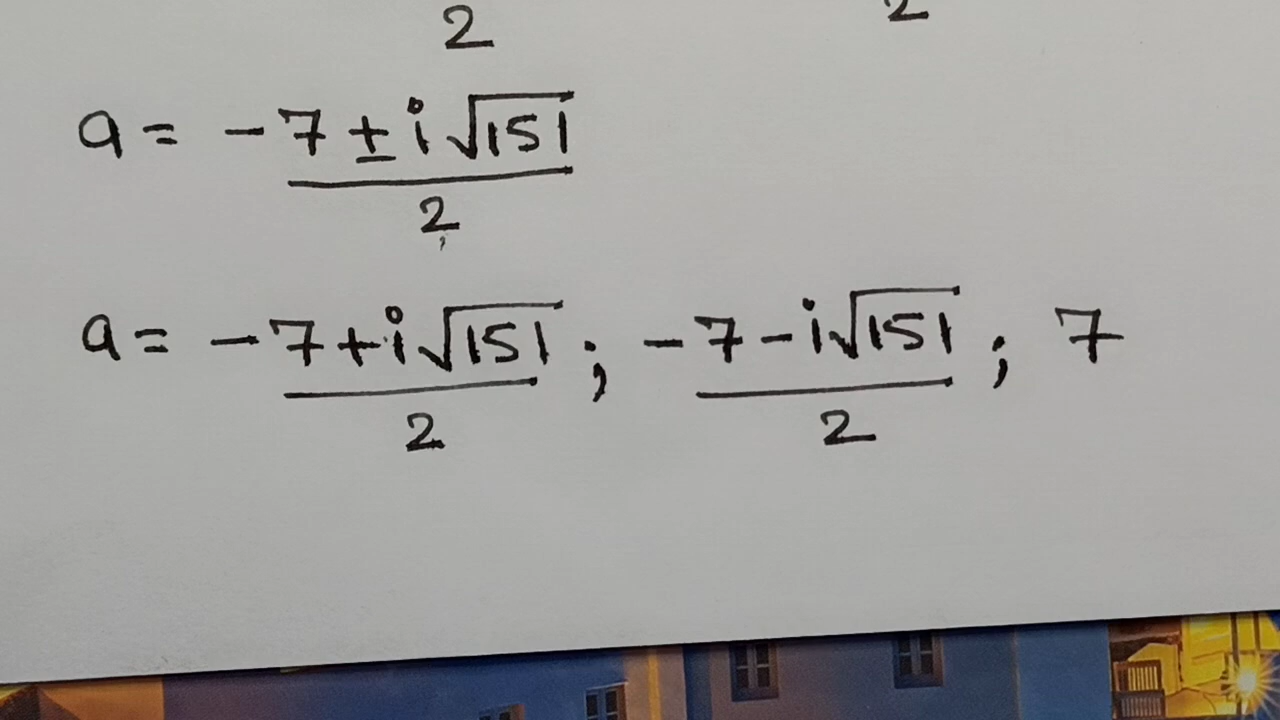 2 2
a = -7 ± i√151
2
a = -7+i√151 ; -7-i√151 ; 7
2 2